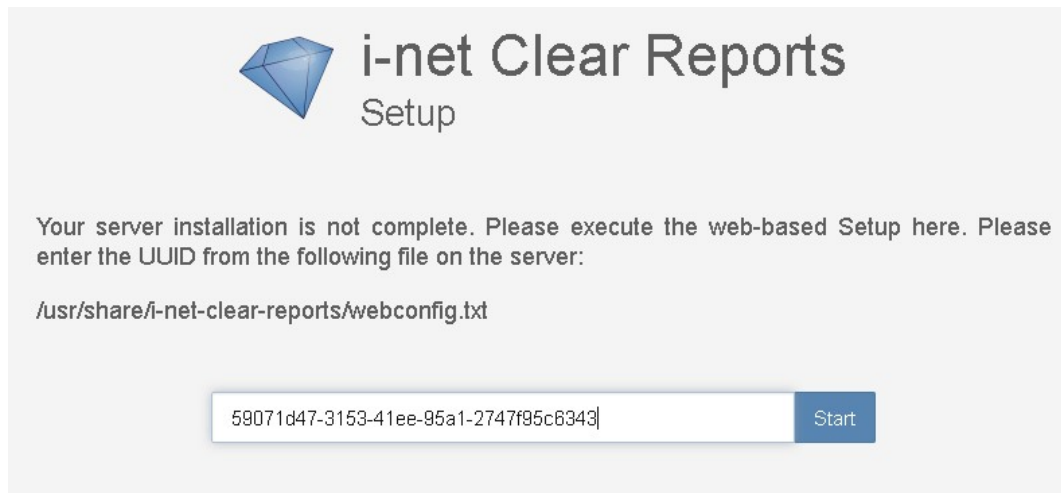 i-net Clear Reports
Setup
Your server installation is not complete. Please execute the web-based Setup here. Please
enter the UUID from the following file on the server:
/usr/share/i-net-clear-reports/webconfig.txt
59071d47-3153-41ee-95a1-2747f95c6343
Start